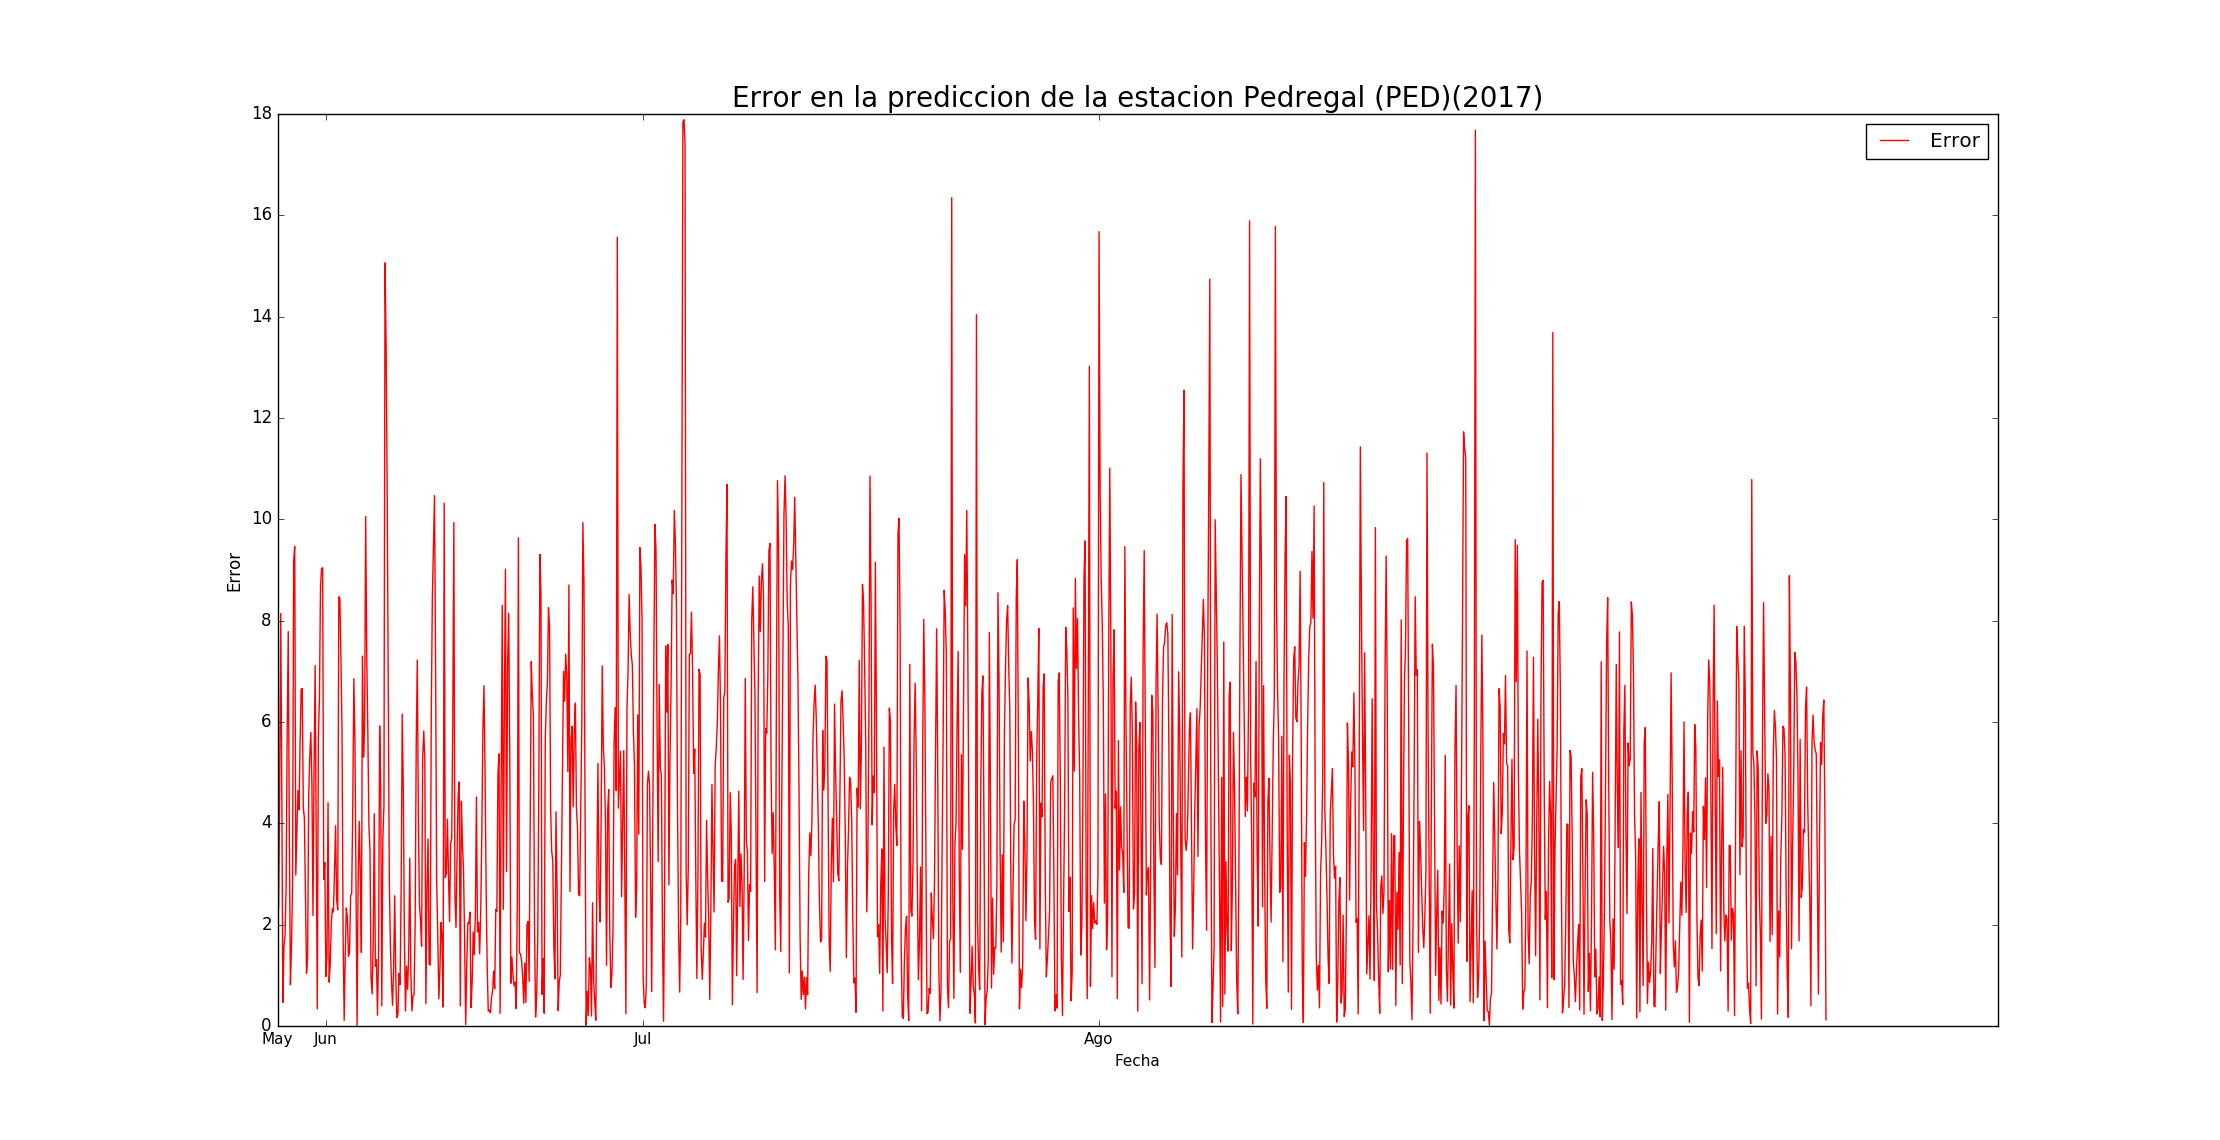 Error en la prediccion de la estacion Pedregal (PED)(2017)
Error
18
16
14
12
10
8
6
4
2
0
Error
May Jun Jul Ago
Fecha